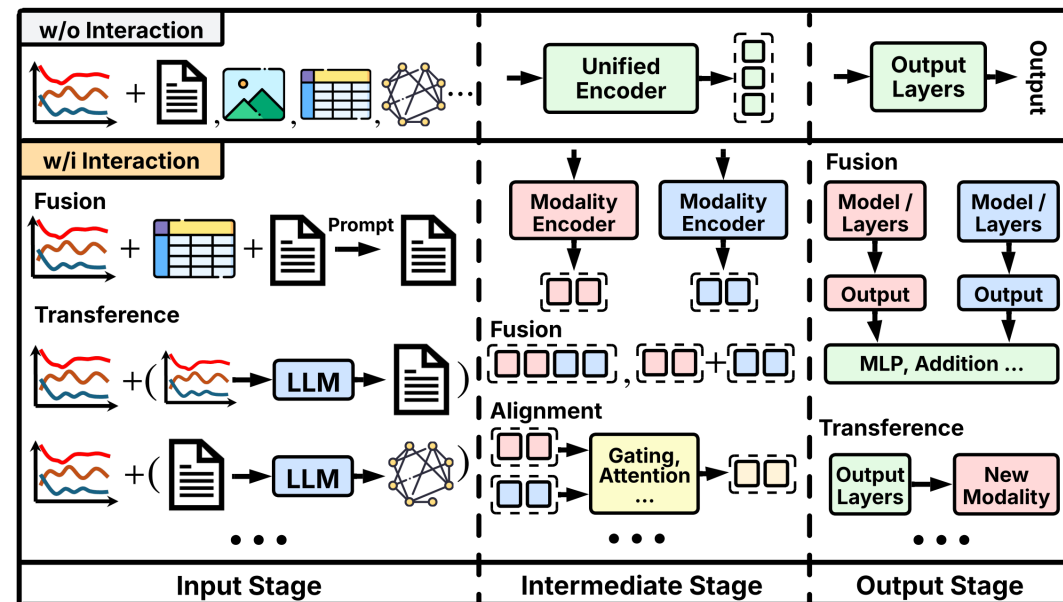 w/o Interaction
+ , , , ...
Unified
Encoder
Output
Layers
Output
w/i Interaction
Fusion
+ + Prompt
Transference
+ ( LLM )
+ ( LLM )
...
Modality
Encoder
Modality
Encoder
Fusion
, +
Alignment
Gating,
Attention
...
...
Fusion
Model /
Layers
Model /
Layers
Output
Output
MLP, Addition ...
Transference
Output
Layers
New
Modality
...
Input Stage
Intermediate Stage
Output Stage